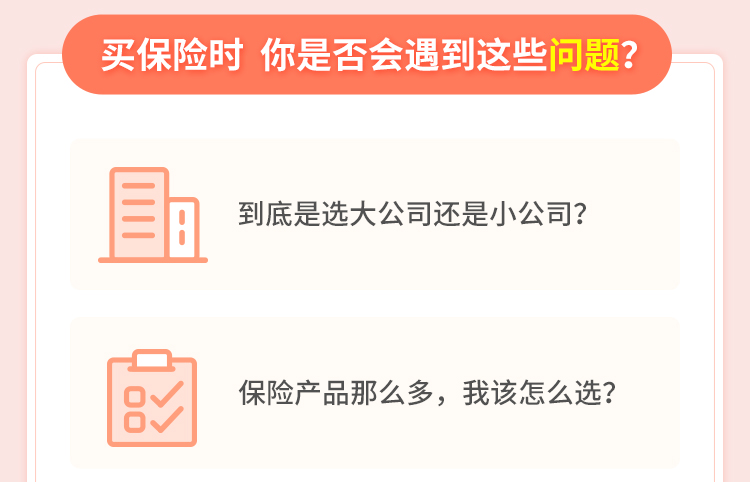 买保险时 你是否会遇到这些问题?
到底是选大公司还是小公司?
保险产品那么多，我该怎么选?